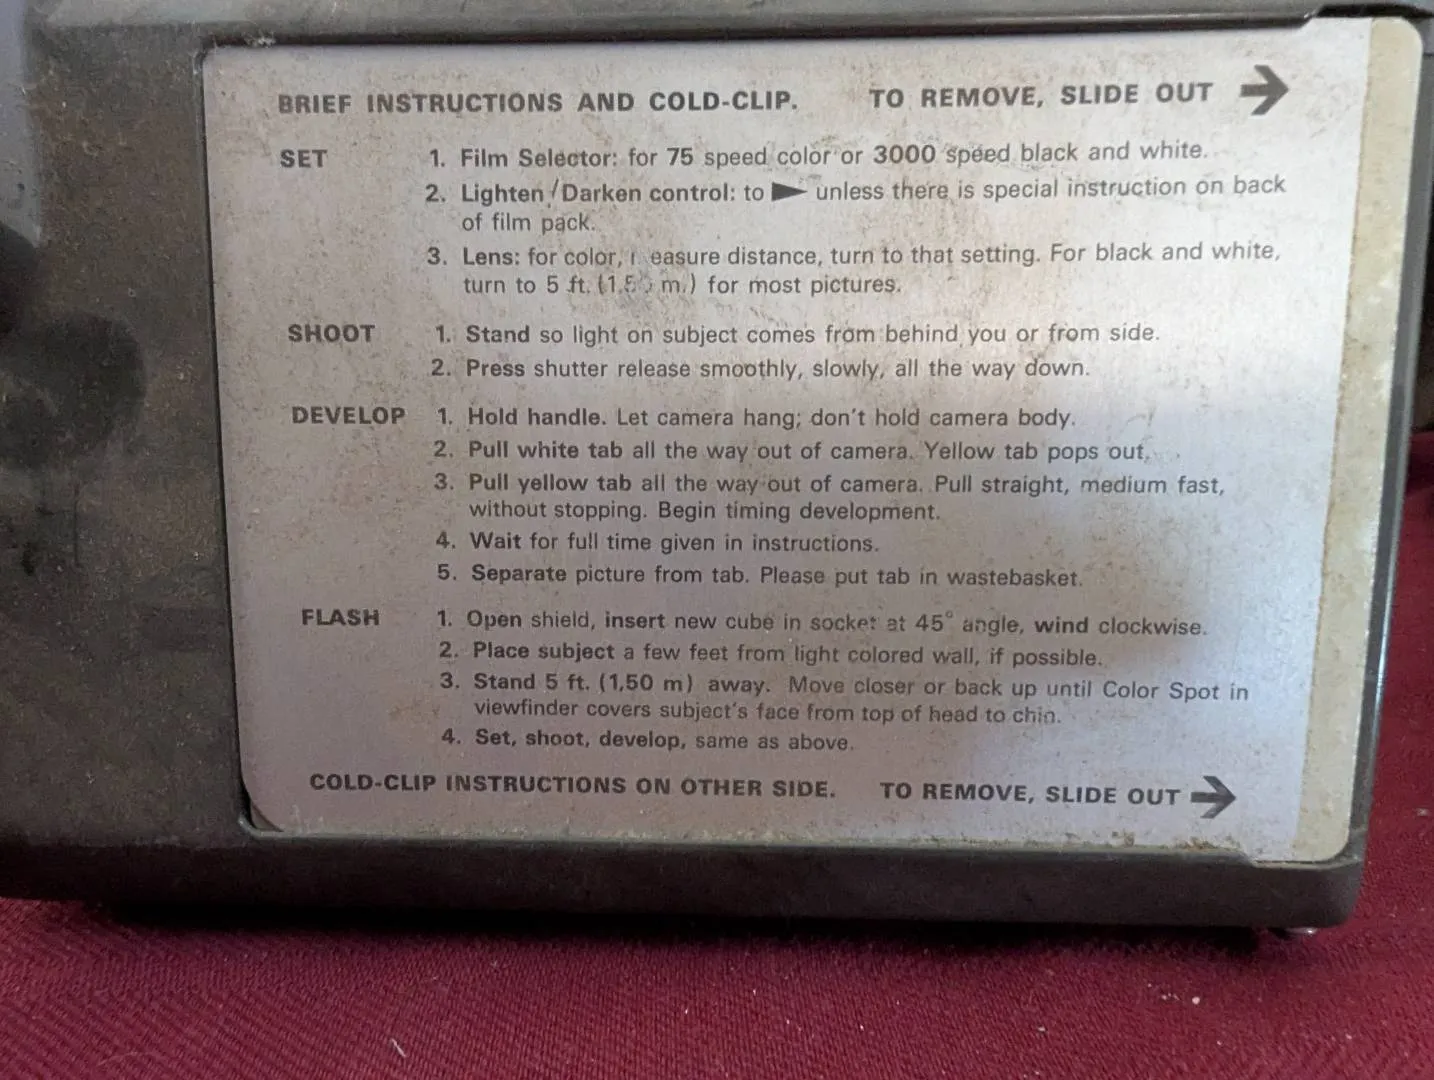 BRIEF INSTRUCTIONS AND COLD-CLIP. TO REMOVE, SLIDE OUT →
SET 1. Film Selector: for 75 speed color or 3000 speed black and white.
2. Lighten/Darken control: to ► unless there is special instruction on back
of film pack.
3. Lens: for color, easure distance, turn to that setting. For black and white,
turn to 5 ft. (1.5 m.) for most pictures.
SHOOT 1. Stand so light on subject comes from behind you or from side.
2. Press shutter release smoothly, slowly, all the way down.
DEVELOP 1. Hold handle. Let camera hang; don't hold camera body.
2. Pull white tab all the way out of camera. Yellow tab pops out.
3. Pull yellow tab all the way out of camera. Pull straight, medium fast,
without stopping. Begin timing development.
4. Wait for full time given in instructions.
5. Separate picture from tab. Please put tab in wastebasket.
FLASH 1. Open shield, insert new cube in socket at 45° angle, wind clockwise.
2. Place subject a few feet from light colored wall, if possible.
3. Stand 5 ft. (1,50 m) away. Move closer or back up until Color Spot in
viewfinder covers subject's face from top of head to chin.
4. Set, shoot, develop, same as above.
COLD-CLIP INSTRUCTIONS ON OTHER SIDE. TO REMOVE, SLIDE OUT →